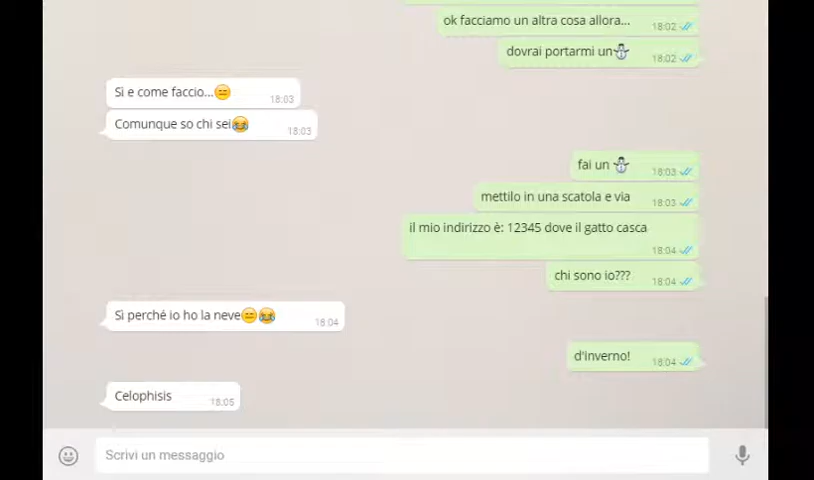 ok facciamo un altra cosa allora...
18:02
dovrai portarmi un⛄
18:02
Sì e come faccio...😑
18:03
Comunque so chi sei😂
18:03
fai un ⛄
18:03
mettilo in una scatola e via
18:03
il mio indirizzo è: 12345 dove il gatto casca
18:04
chi sono io???
18:04
Sì perché io ho la neve😑😂
18:04
d'inverno!
18:04
Celophisis
18:05
Scrivi un messaggio